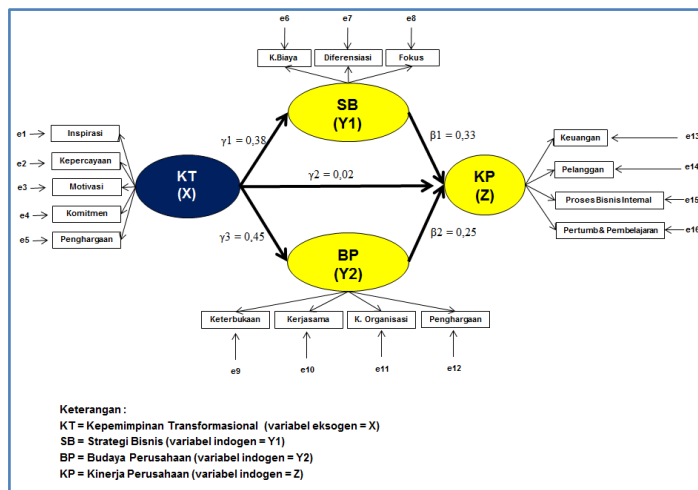 e6
e7
e8
K.Biaya
Diferensiasi
Fokus
SB
(Y1)
e1
Inspirasi
e2
Kepercayaan
e3
Motivasi
e4
Komitmen
e5
Penghargaan
KT
(X)
γ1 = 0,38
γ2 = 0,02
γ3 = 0,45
β1 = 0,33
β2 = 0,25
KP
(Z)
Keuangan
e13
Pelanggan
e14
Proses Bisnis Internal
e15
Pertumb & Pembelajaran
e16
BP
(Y2)
Keterbukaan
Kerjasama
K. Organisasi
Penghargaan
e9
e10
e11
e12
Keterangan :
KT = Kepemimpinan Transformasional (variabel eksogen = X)
SB = Strategi Bisnis (variabel indogen = Y1)
BP = Budaya Perusahaan (variabel indogen = Y2)
KP = Kinerja Perusahaan (variabel indogen = Z)